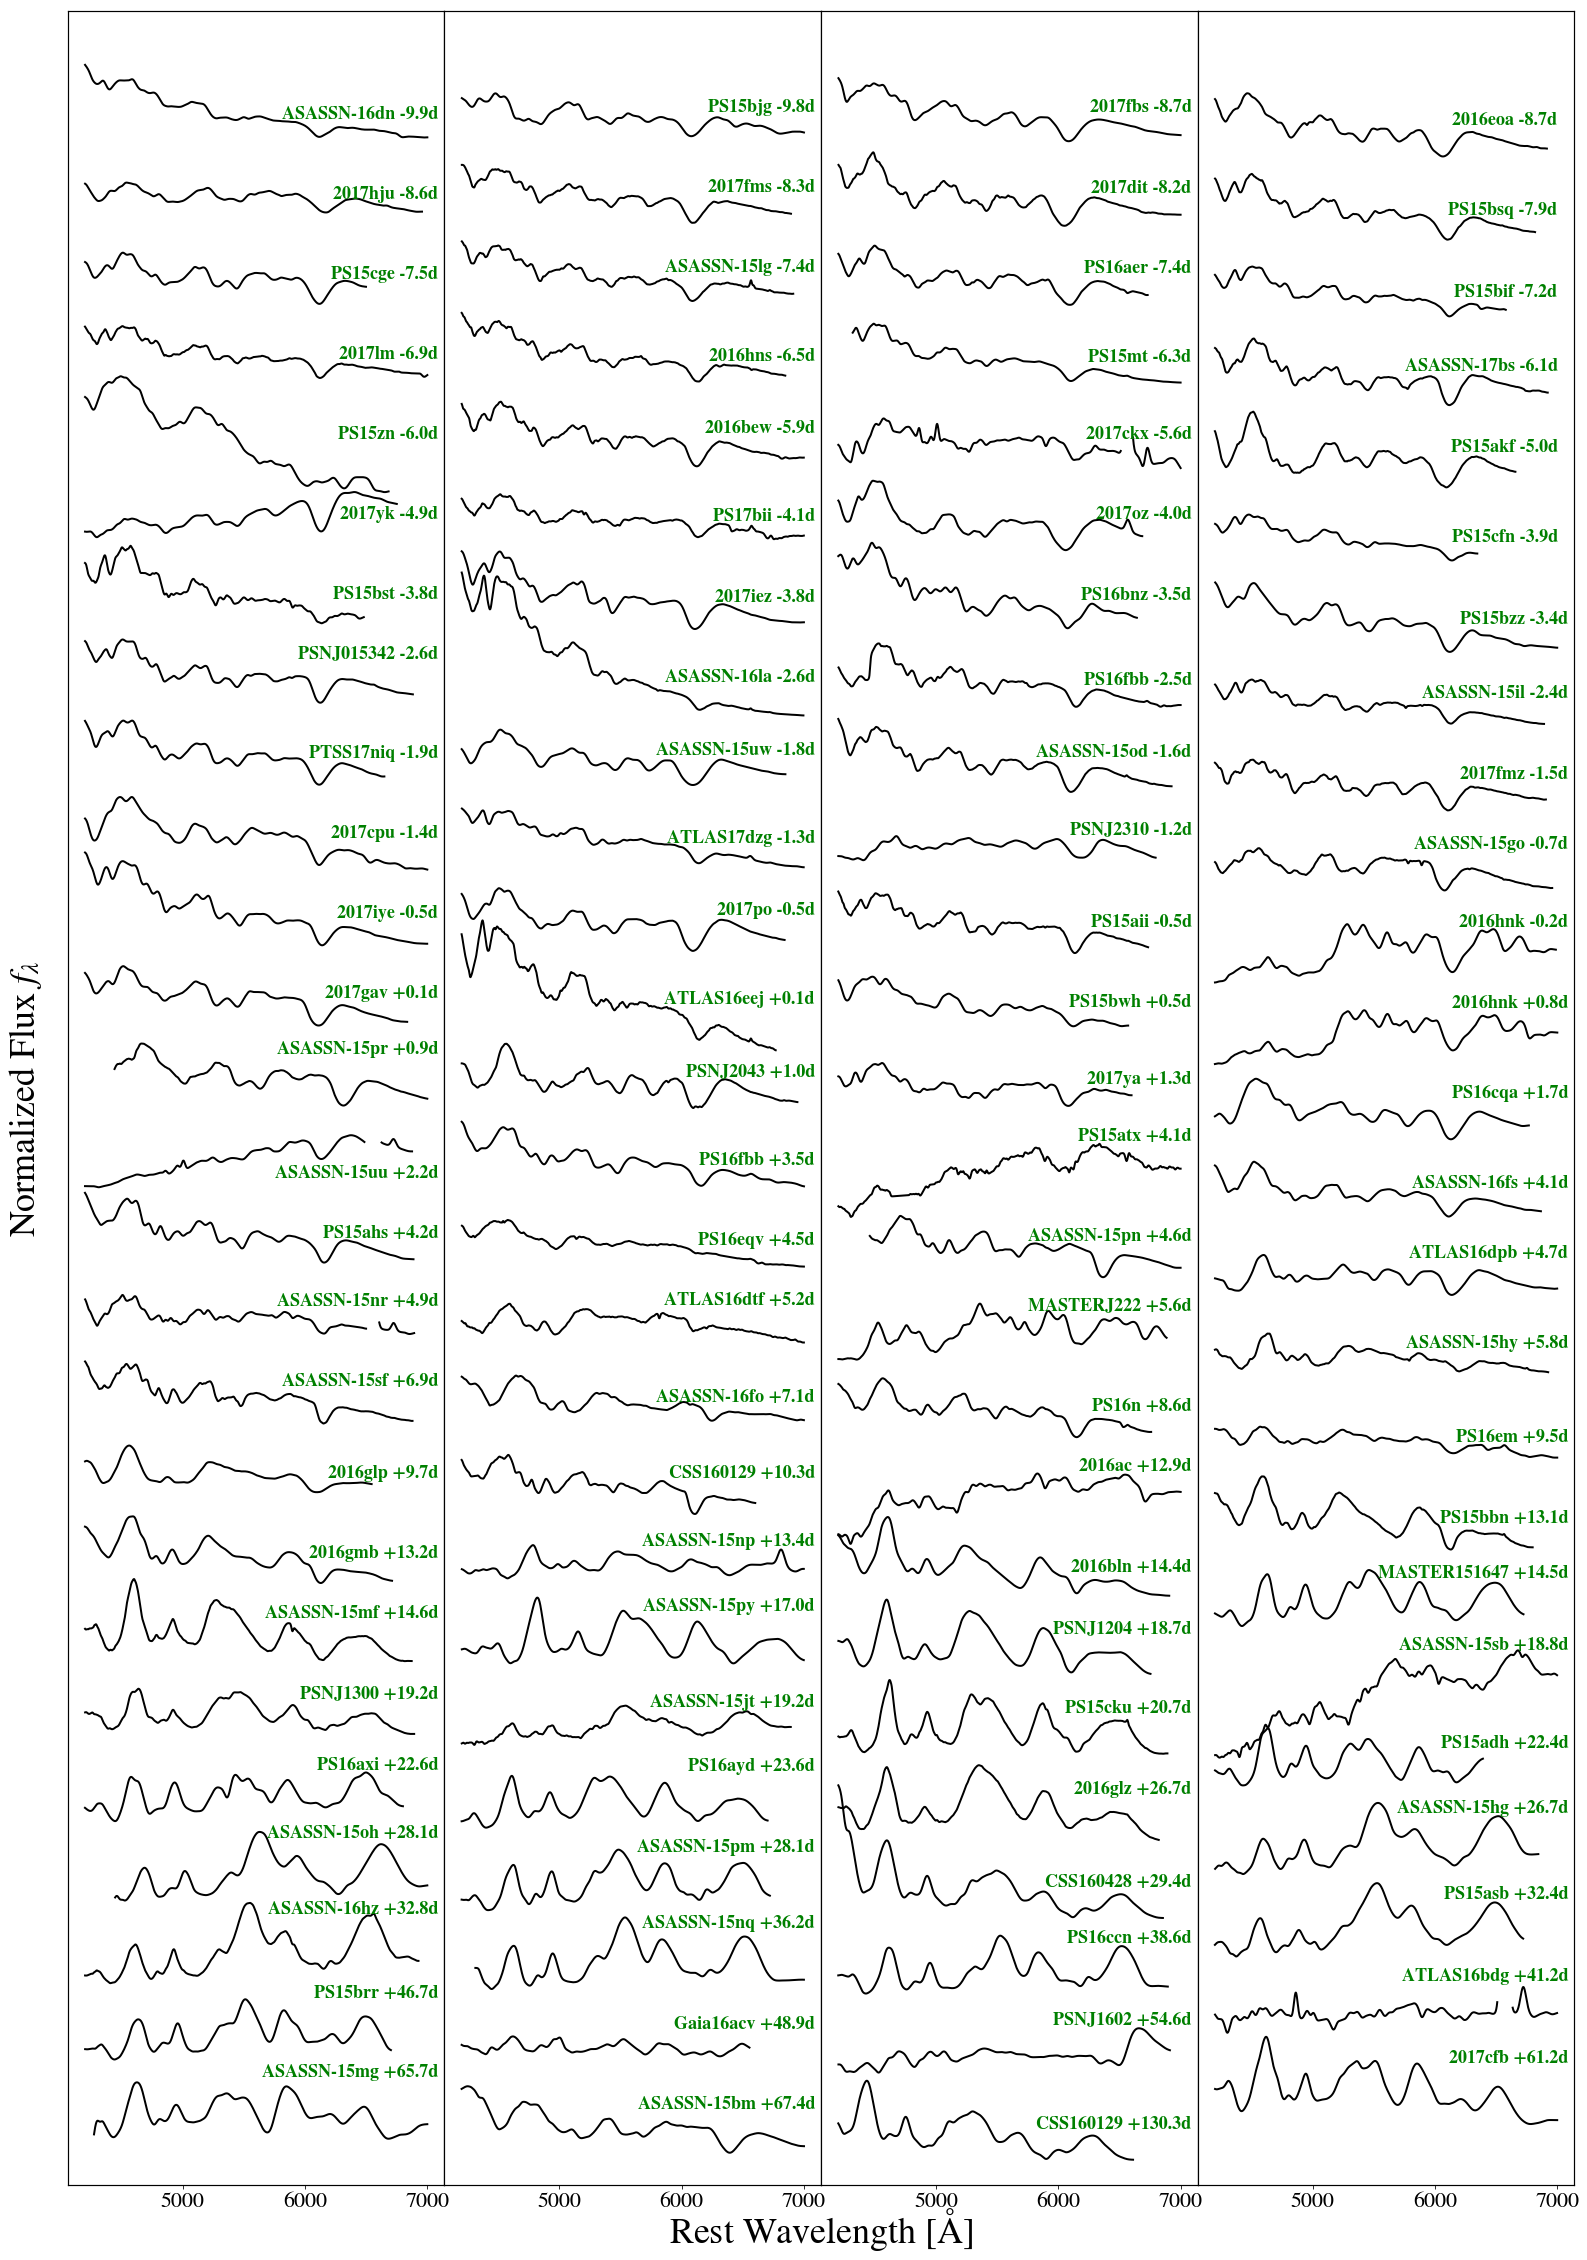 ASASSN-16dn -9.9d
PS15bjg -9.8d
2017fbs -8.7d
2016eoa -8.7d
2017hju -8.6d
2017fms -8.3d
2017dit -8.2d
PS15bsq -7.9d
PS15cge -7.5d
ASASSN-15lg -7.4d
PS16aer -7.4d
PS15bif -7.2d
2017lm -6.9d
2016hns -6.5d
PS15mt -6.3d
ASASSN-17bs -6.1d
PS15zn -6.0d
2016bew -5.9d
2017ckx -5.6d
PS15akf -5.0d
2017yk -4.9d
PS17bii -4.1d
2017oz -4.0d
PS15cfn -3.9d
PS15bst -3.8d
2017iez -3.8d
PS16bnz -3.5d
PS15bzz -3.4d
PSNJ015342 -2.6d
ASASSN-16la -2.6d
PS16fbb -2.5d
ASASSN-15il -2.4d
PTSS17niq -1.9d
ASASSN-15uw -1.8d
ASASSN-15od -1.6d
2017fmz -1.5d
2017cpu -1.4d
ATLAS17dzg -1.3d
PSNJ2310 -1.2d
ASASSN-15go -0.7d
2017iye -0.5d
2017po -0.5d
PS15aii -0.5d
2016hnk -0.2d
2017gav +0.1d
ATLAS16eej +0.1d
PS15bwh +0.5d
2016hnk +0.8d
ASASSN-15pr +0.9d
PSNJ2043 +1.0d
2017ya +1.3d
PS16cqa +1.7d
ASASSN-15uu +2.2d
PS16fbb +3.5d
PS15atx +4.1d
ASASSN-16fs +4.1d
PS15ahs +4.2d
PS16eqv +4.5d
ASASSN-15pn +4.6d
ATLAS16dpb +4.7d
ASASSN-15nr +4.9d
ATLAS16dtf +5.2d
MASTERJ222 +5.6d
ASASSN-15hy +5.8d
ASASSN-15sf +6.9d
ASASSN-16fo +7.1d
PS16n +8.6d
PS16em +9.5d
2016glp +9.7d
CSS160129 +10.3d
2016ac +12.9d
PS15bbn +13.1d
2016gmb +13.2d
ASASSN-15np +13.4d
2016bln +14.4d
MASTER151647 +14.5d
ASASSN-15mf +14.6d
ASASSN-15py +17.0d
PSNJ1204 +18.7d
ASASSN-15sb +18.8d
PSNJ1300 +19.2d
ASASSN-15jt +19.2d
PS15cku +20.7d
PS15adh +22.4d
PS16axi +22.6d
PS16ayd +23.6d
2016glz +26.7d
ASASSN-15hg +26.7d
ASASSN-15oh +28.1d
ASASSN-15pm +28.1d
CSS160428 +29.4d
PS15asb +32.4d
ASASSN-16hz +32.8d
ASASSN-15nq +36.2d
PS16ccn +38.6d
ATLAS16bdg +41.2d
PS15brr +46.7d
Gaia16acv +48.9d
PSNJ1602 +54.6d
2017cfb +61.2d
ASASSN-15mg +65.7d
ASASSN-15bm +67.4d
CSS160129 +130.3d
Normalized Flux fλ
5000 6000 7000 5000 6000 7000 5000 6000 7000 5000 6000 7000
Rest Wavelength [Å]